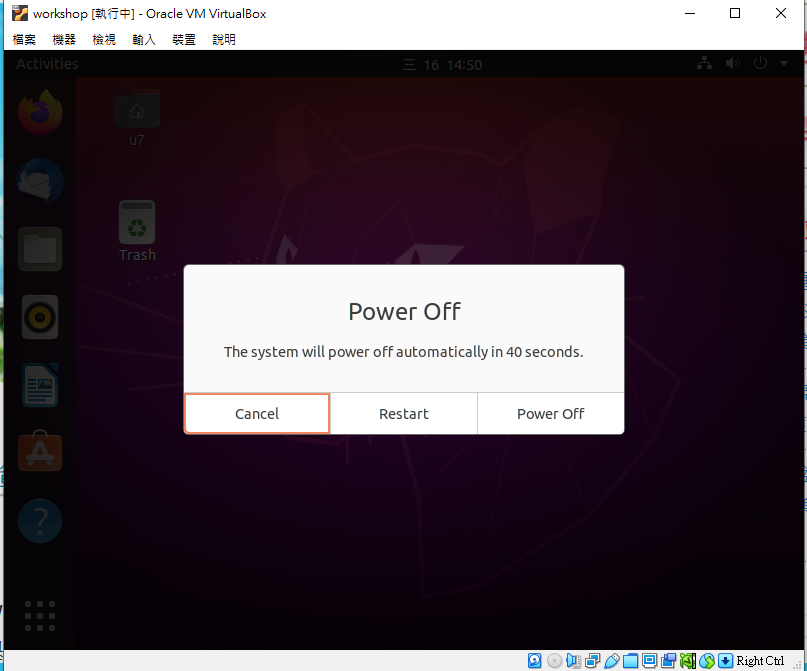 workshop [執行中] - Oracle VM VirtualBox
檔案 機器 檢視 輸入 裝置 說明
Activities 三 16 14:50
u7
Trash
Power Off
The system will power off automatically in 40 seconds.
Cancel Restart Power Off
Right Ctrl